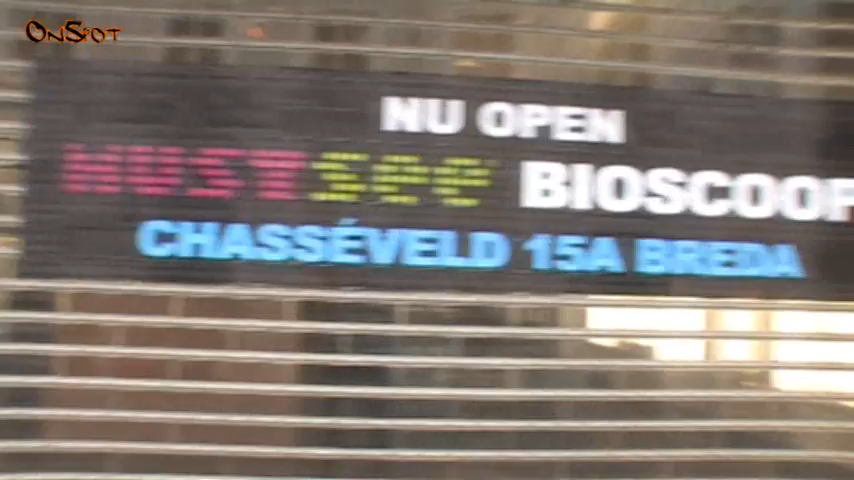 OnSpot
NU OPEN
MUSTSEE BIOSCOOP
CHASSÉVELD 15A BREDA